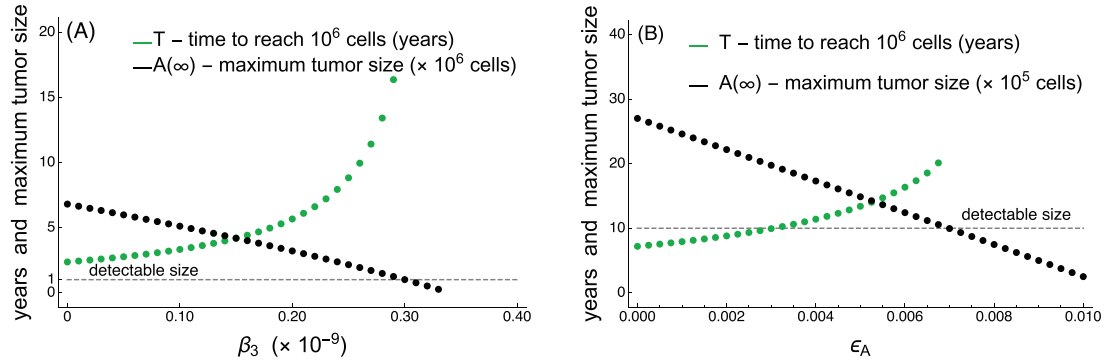 (A)
T – time to reach 10⁶ cells (years)
A(∞) – maximum tumor size (× 10⁶ cells)
years and maximum tumor size
20
15
10
5
1
0
detectable size
0 0.10 0.20 0.30 0.40
β₃ (× 10⁻⁹)
(B)
T – time to reach 10⁶ cells (years)
A(∞) – maximum tumor size (× 10⁵ cells)
years and maximum tumor size
40
30
20
10
0
detectable size
0.000 0.002 0.004 0.006 0.008 0.010
ϵ_A